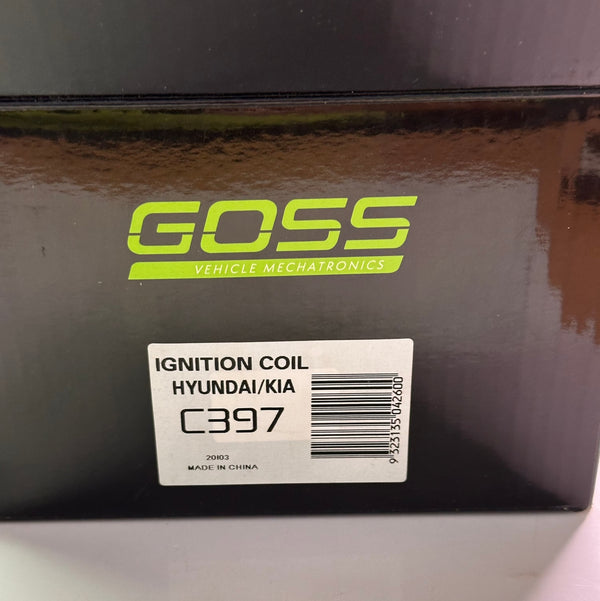 GOSS
VEHICLE MECHATRONICS
IGNITION COIL
HYUNDAI/KIA
C397
20103
MADE IN CHINA
9 323135 042600